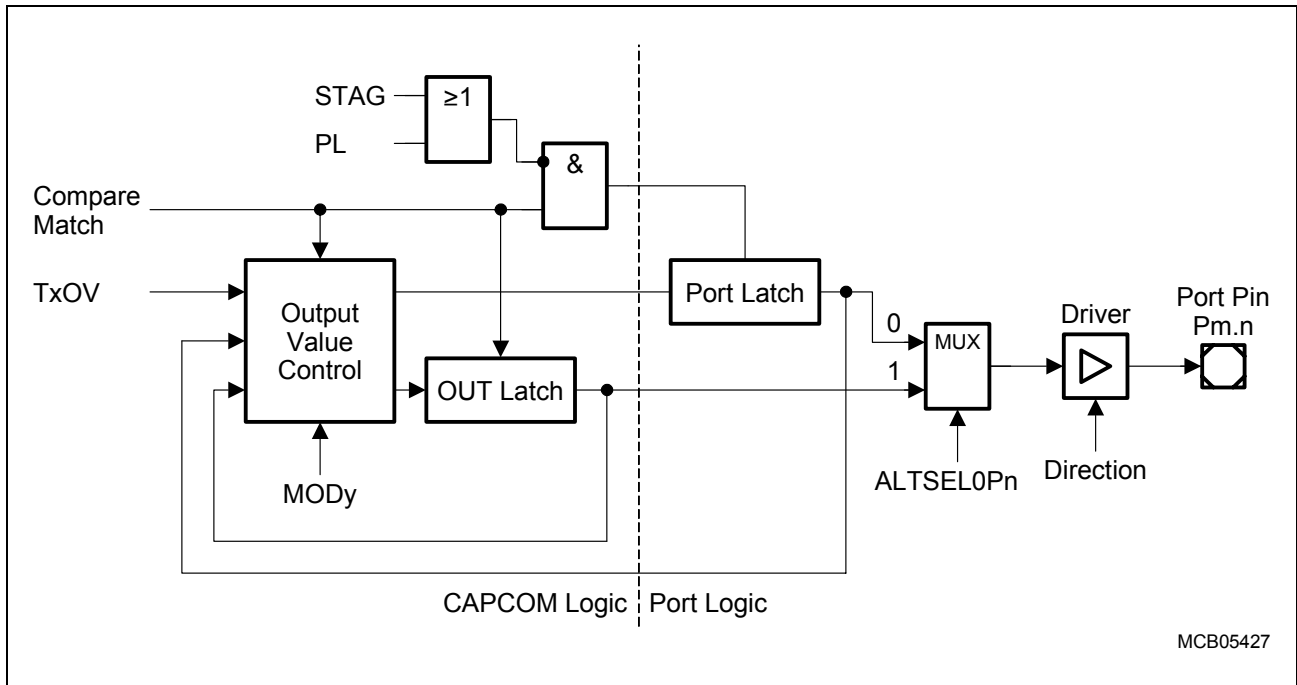 STAG
≥1
PL
&
Compare
Match
TxOV
Output
Value
Control
Port Latch
OUT Latch
0
1
MUX
Driver
Port Pin
Pm.n
MODy
ALTSEL0Pn
Direction
CAPCOM Logic
Port Logic
MCB05427